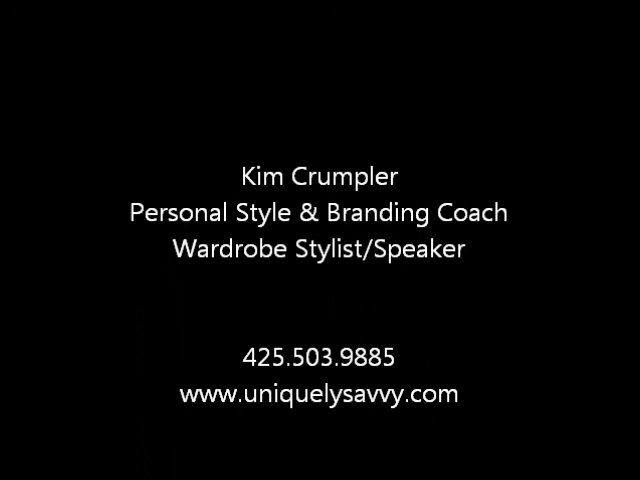 Kim Crumpler
Personal Style & Branding Coach
Wardrobe Stylist/Speaker
425.503.9885
www.uniquelysavvy.com